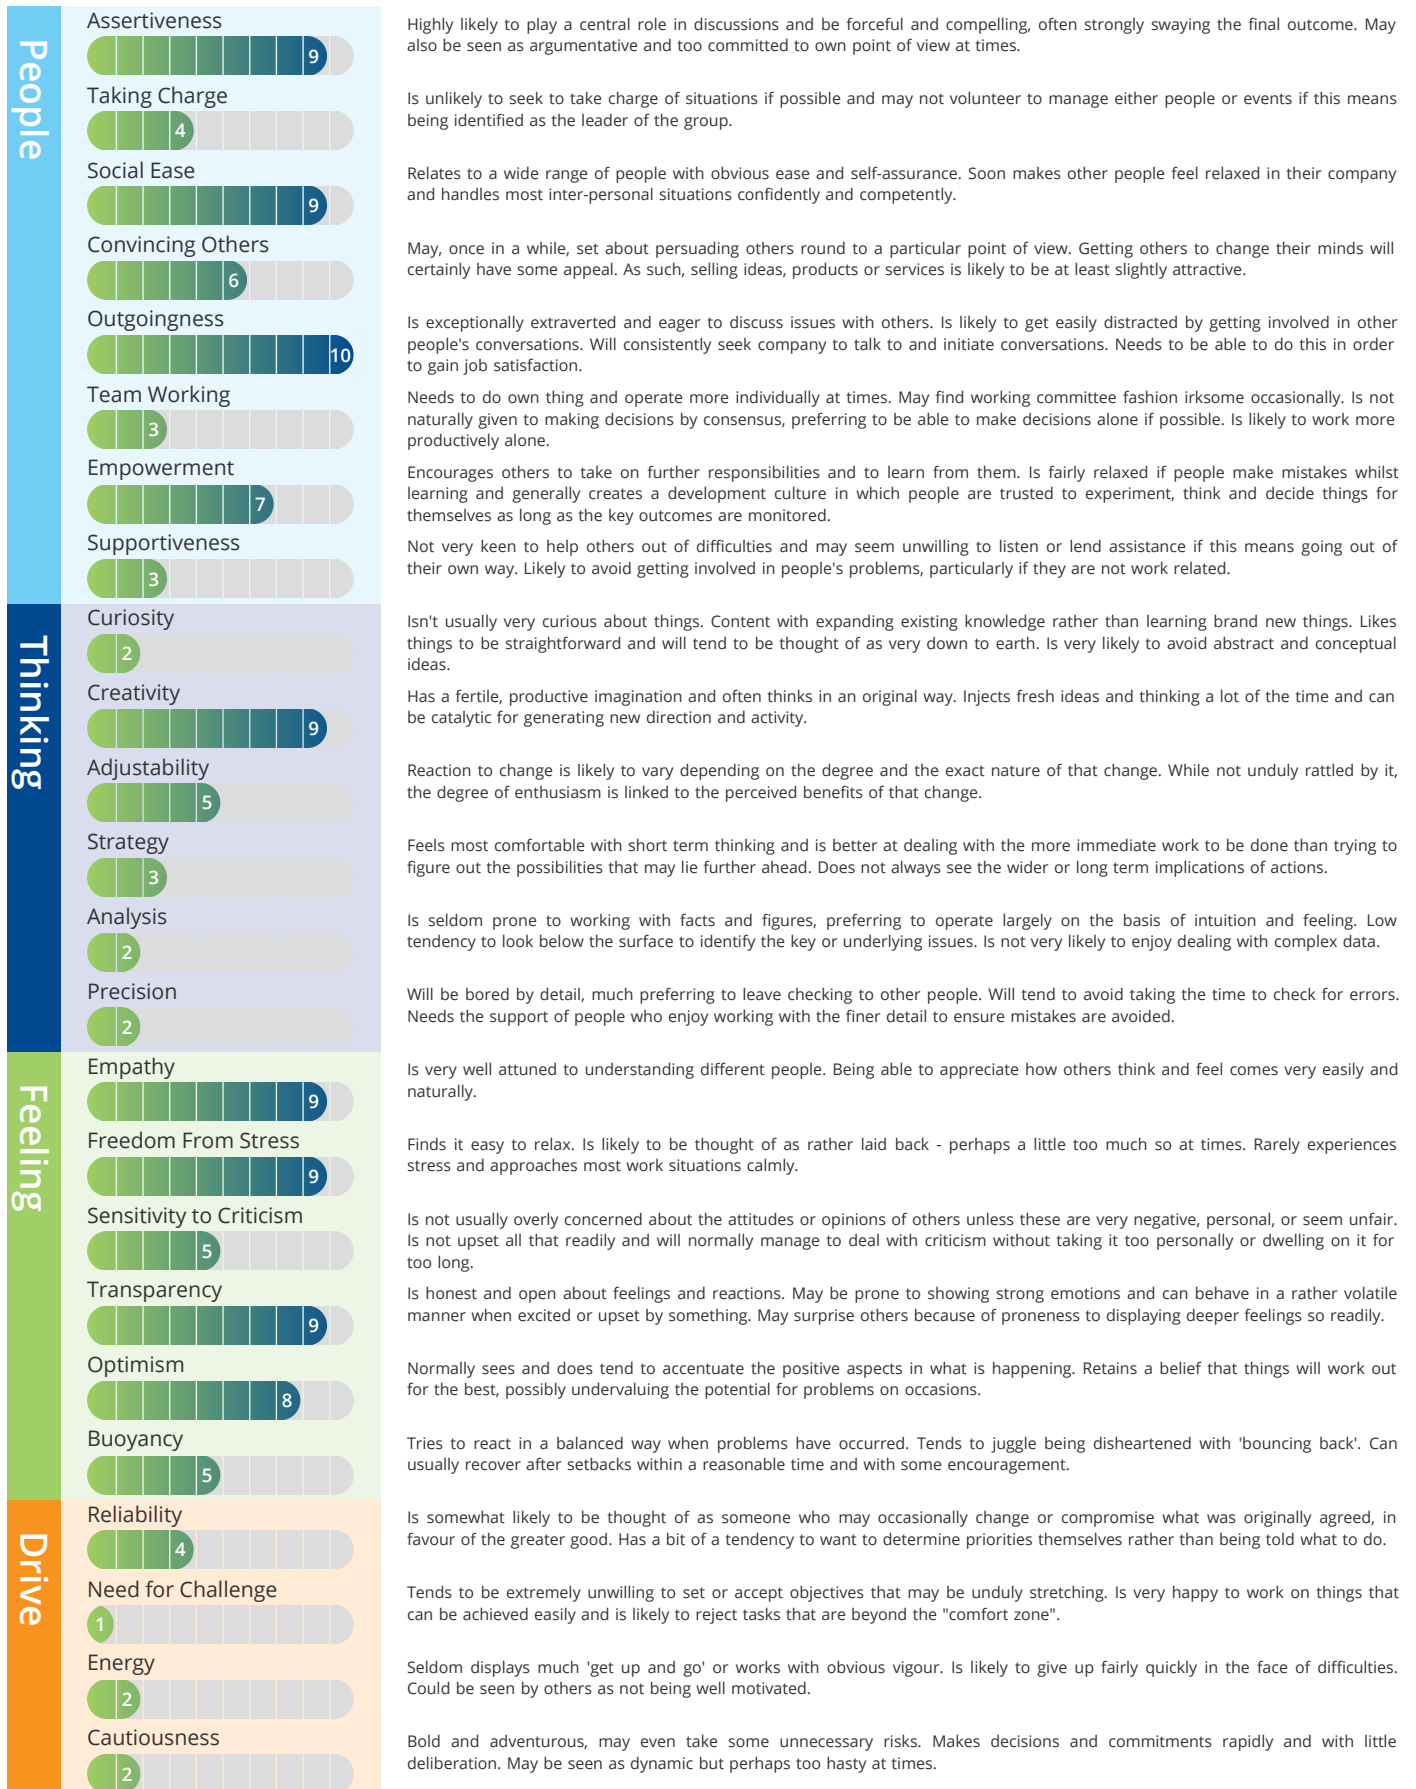 People
Assertiveness
9
Highly likely to play a central role in discussions and be forceful and compelling, often strongly swaying the final outcome. May
also be seen as argumentative and too committed to own point of view at times.
Taking Charge
4
Is unlikely to seek to take charge of situations if possible and may not volunteer to manage either people or events if this means
being identified as the leader of the group.
Social Ease
9
Relates to a wide range of people with obvious ease and self-assurance. Soon makes other people feel relaxed in their company
and handles most inter-personal situations confidently and competently.
Convincing Others
6
May, once in a while, set about persuading others round to a particular point of view. Getting others to change their minds will
certainly have some appeal. As such, selling ideas, products or services is likely to be at least slightly attractive.
Outgoingness
10
Is exceptionally extraverted and eager to discuss issues with others. Is likely to get easily distracted by getting involved in other
people's conversations. Will consistently seek company to talk to and initiate conversations. Needs to be able to do this in order
to gain job satisfaction.
Team Working
3
Needs to do own thing and operate more individually at times. May find working committee fashion irksome occasionally. Is not
naturally given to making decisions by consensus, preferring to be able to make decisions alone if possible. Is likely to work more
productively alone.
Empowerment
7
Encourages others to take on further responsibilities and to learn from them. Is fairly relaxed if people make mistakes whilst
learning and generally creates a development culture in which people are trusted to experiment, think and decide things for
themselves as long as the key outcomes are monitored.
Supportiveness
3
Not very keen to help others out of difficulties and may seem unwilling to listen or lend assistance if this means going out of
their own way. Likely to avoid getting involved in people's problems, particularly if they are not work related.
Thinking
Curiosity
2
Isn't usually very curious about things. Content with expanding existing knowledge rather than learning brand new things. Likes
things to be straightforward and will tend to be thought of as very down to earth. Is very likely to avoid abstract and conceptual
ideas.
Creativity
9
Has a fertile, productive imagination and often thinks in an original way. Injects fresh ideas and thinking a lot of the time and can
be catalytic for generating new direction and activity.
Adjustability
5
Reaction to change is likely to vary depending on the degree and the exact nature of that change. While not unduly rattled by it,
the degree of enthusiasm is linked to the perceived benefits of that change.
Strategy
3
Feels most comfortable with short term thinking and is better at dealing with the more immediate work to be done than trying to
figure out the possibilities that may lie further ahead. Does not always see the wider or long term implications of actions.
Analysis
2
Is seldom prone to working with facts and figures, preferring to operate largely on the basis of intuition and feeling. Low
tendency to look below the surface to identify the key or underlying issues. Is not very likely to enjoy dealing with complex data.
Precision
2
Will be bored by detail, much preferring to leave checking to other people. Will tend to avoid taking the time to check for errors.
Needs the support of people who enjoy working with the finer detail to ensure mistakes are avoided.
Feeling
Empathy
9
Is very well attuned to understanding different people. Being able to appreciate how others think and feel comes very easily and
naturally.
Freedom From Stress
9
Finds it easy to relax. Is likely to be thought of as rather laid back - perhaps a little too much so at times. Rarely experiences
stress and approaches most work situations calmly.
Sensitivity to Criticism
5
Is not usually overly concerned about the attitudes or opinions of others unless these are very negative, personal, or seem unfair.
Is not upset all that readily and will normally manage to deal with criticism without taking it too personally or dwelling on it for
too long.
Transparency
9
Is honest and open about feelings and reactions. May be prone to showing strong emotions and can behave in a rather volatile
manner when excited or upset by something. May surprise others because of proneness to displaying deeper feelings so readily.
Optimism
8
Normally sees and does tend to accentuate the positive aspects in what is happening. Retains a belief that things will work out
for the best, possibly undervaluing the potential for problems on occasions.
Buoyancy
5
Tries to react in a balanced way when problems have occurred. Tends to juggle being disheartened with 'bouncing back'. Can
usually recover after setbacks within a reasonable time and with some encouragement.
Drive
Reliability
4
Is somewhat likely to be thought of as someone who may occasionally change or compromise what was originally agreed, in
favour of the greater good. Has a bit of a tendency to want to determine priorities themselves rather than being told what to do.
Need for Challenge
1
Tends to be extremely unwilling to set or accept objectives that may be unduly stretching. Is very happy to work on things that
can be achieved easily and is likely to reject tasks that are beyond the "comfort zone".
Energy
2
Seldom displays much 'get up and go' or works with obvious vigour. Is likely to give up fairly quickly in the face of difficulties.
Could be seen by others as not being well motivated.
Cautiousness
2
Bold and adventurous, may even take some unnecessary risks. Makes decisions and commitments rapidly and with little
deliberation. May be seen as dynamic but perhaps too hasty at times.